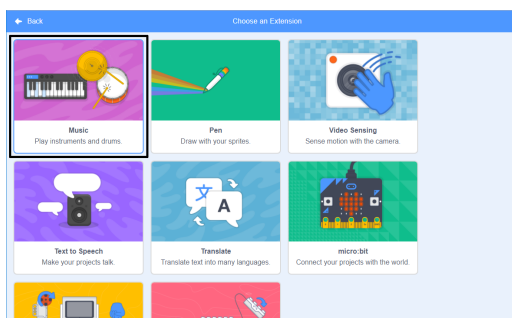 Back
Choose an Extension
Music
Play instruments and drums.
Pen
Draw with your sprites.
Video Sensing
Sense motion with the camera.
文 A
Text to Speech
Make your projects talk.
Translate
Translate text into many languages.
micro:bit
Connect your projects with the world.